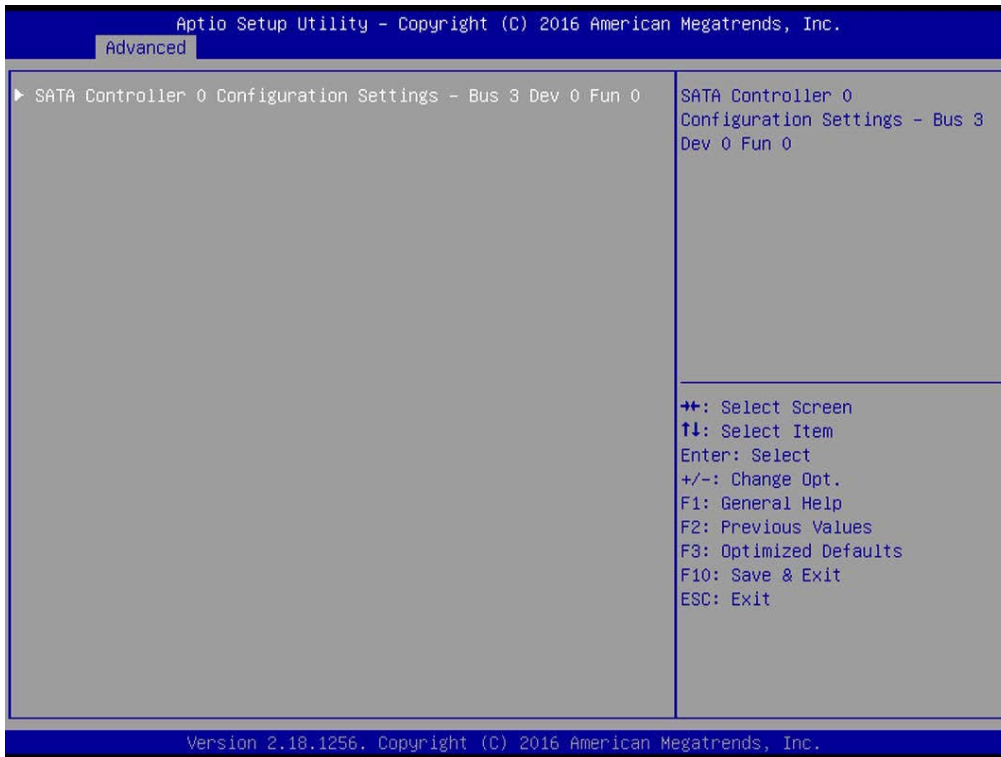 Aptio Setup Utility – Copyright (C) 2016 American Megatrends, Inc.
Advanced
▶ SATA Controller 0 Configuration Settings – Bus 3 Dev 0 Fun 0
SATA Controller 0
Configuration Settings – Bus 3
Dev 0 Fun 0
→←: Select Screen
↑↓: Select Item
Enter: Select
+/-: Change Opt.
F1: General Help
F2: Previous Values
F3: Optimized Defaults
F10: Save & Exit
ESC: Exit
Version 2.18.1256. Copyright (C) 2016 American Megatrends, Inc.